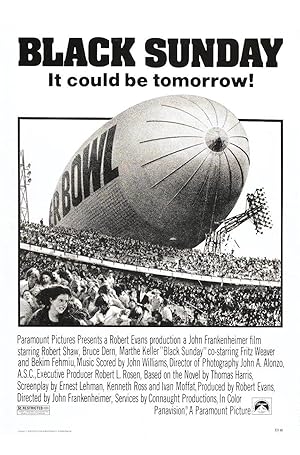 BLACK SUNDAY
It could be tomorrow!
R BOWL
Paramount Pictures Presents a Robert Evans production a John Frankenheimer film
starring Robert Shaw, Bruce Dern, Marthe Keller "Black Sunday" co-starring Fritz Weaver
and Bekim Fehmiu, Music Scored by John Williams, Director of Photography John A. Alonzo,
A.S.C., Executive Producer Robert L. Rosen, Based on the Novel by Thomas Harris,
Screenplay by Ernest Lehman, Kenneth Ross and Ivan Moffat, Produced by Robert Evans,
Directed by John Frankenheimer, Services by Connaught Productions, In Color
Panavision,® A Paramount Picture
R RESTRICTED